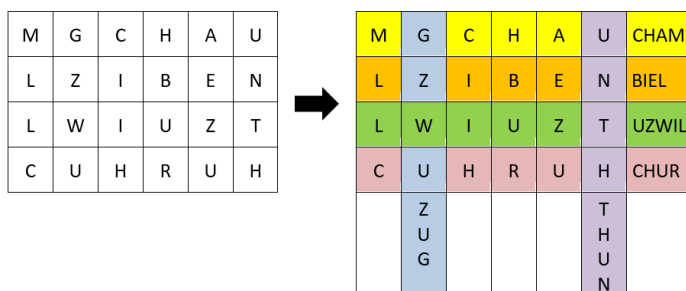 M G C H A U M G C H A U CHAM
L Z I B E N L Z I B E N BIEL
L W I U Z T L W I U Z T UZWIL
C U H R U H C U H R U H CHUR
Z T
U H
G U
N